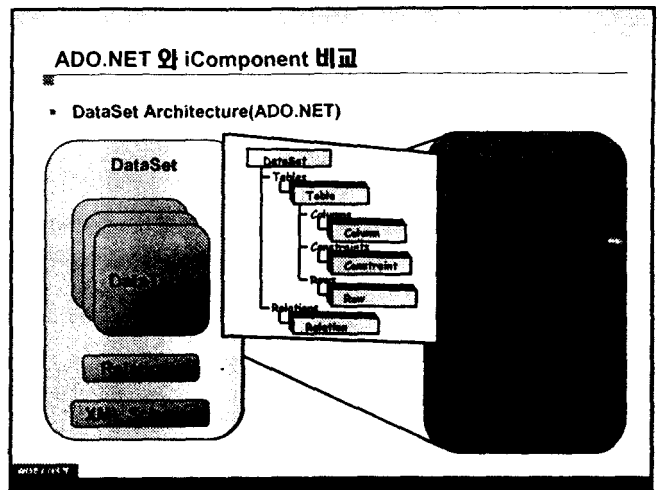 ADO.NET 와 iComponent 비교
DataSet Architecture(ADO.NET)
DataSet
DataSet
Tables
Table
Columns
Column
Constraints
Constraint
Rows
Row
Relations
Relation